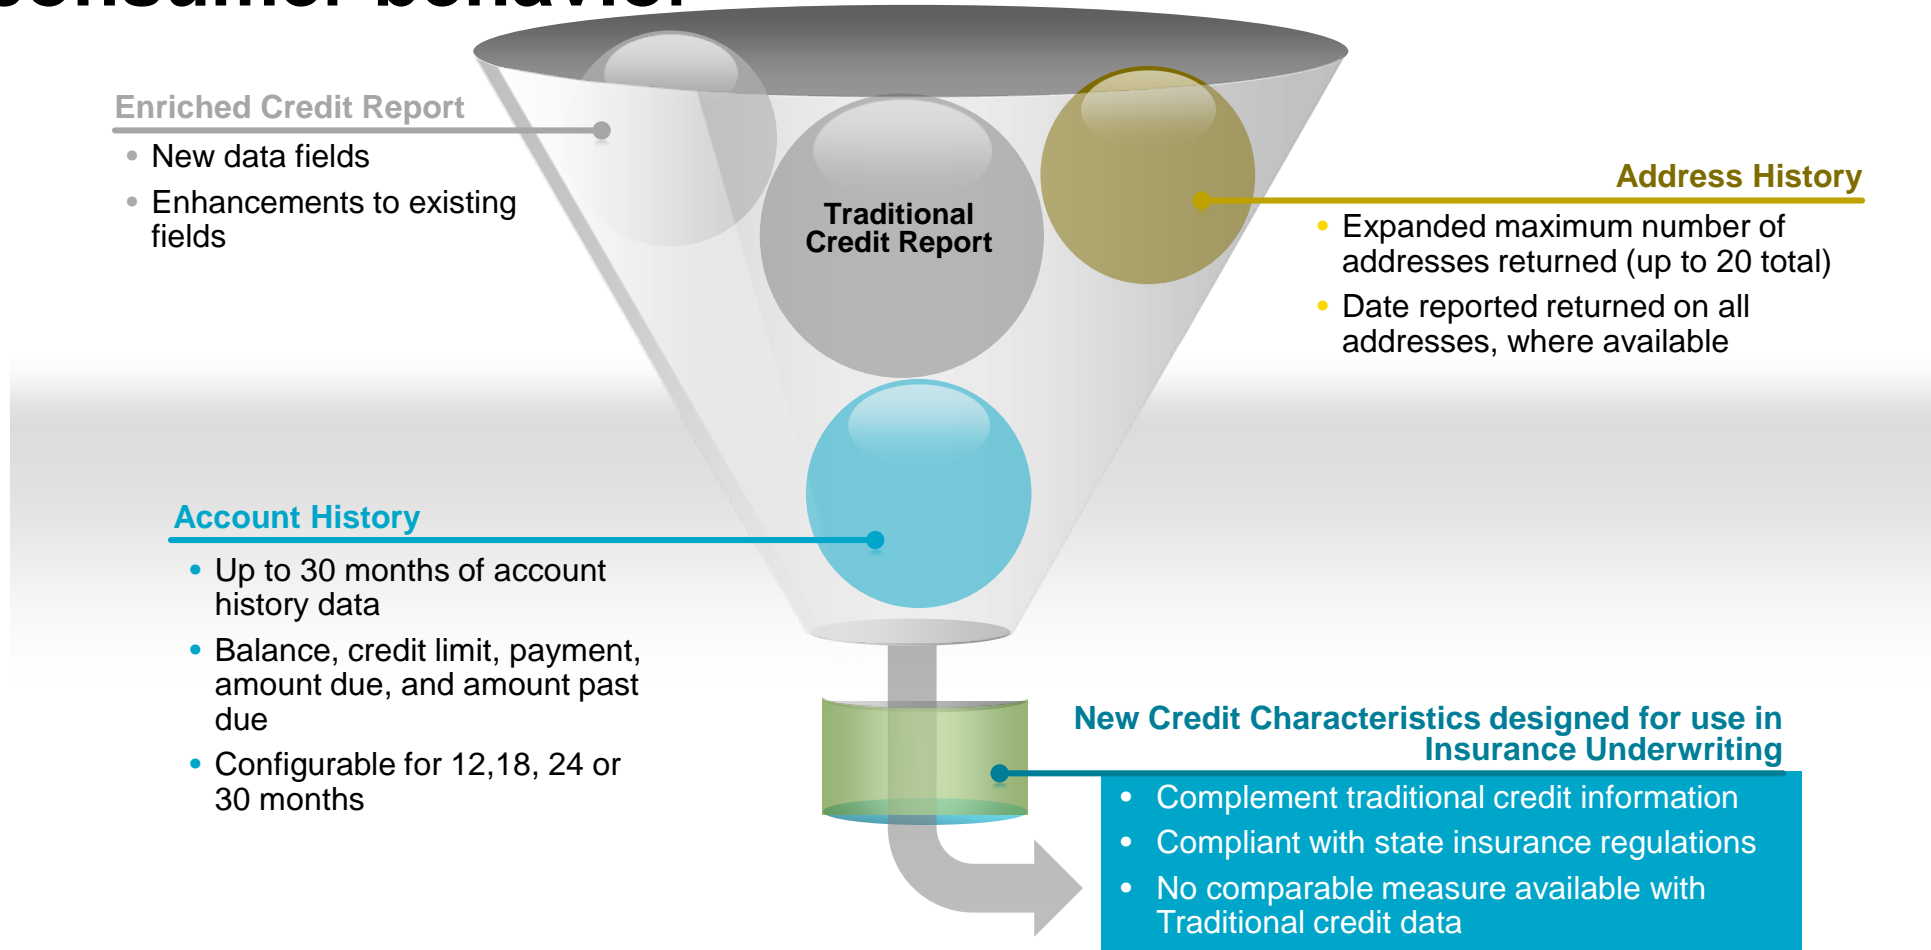 consumer behavior
Enriched Credit Report
• New data fields
• Enhancements to existing
fields
Traditional
Credit Report
Address History
• Expanded maximum number of
addresses returned (up to 20 total)
• Date reported returned on all
addresses, where available
Account History
• Up to 30 months of account
history data
• Balance, credit limit, payment,
amount due, and amount past
due
• Configurable for 12,18, 24 or
30 months
New Credit Characteristics designed for use in
Insurance Underwriting
• Complement traditional credit information
• Compliant with state insurance regulations
• No comparable measure available with
Traditional credit data